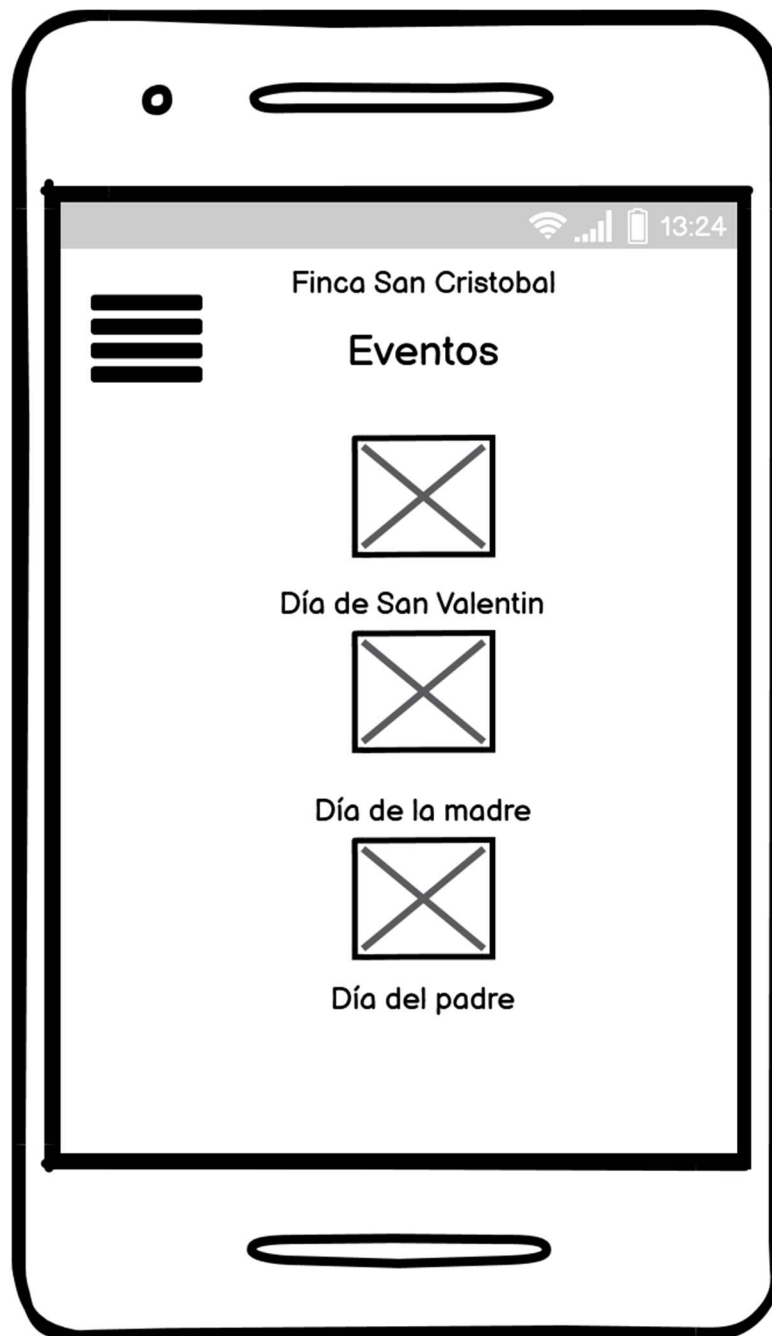 13:24
Finca San Cristobal
Eventos
Día de San Valentin
Día de la madre
Día del padre